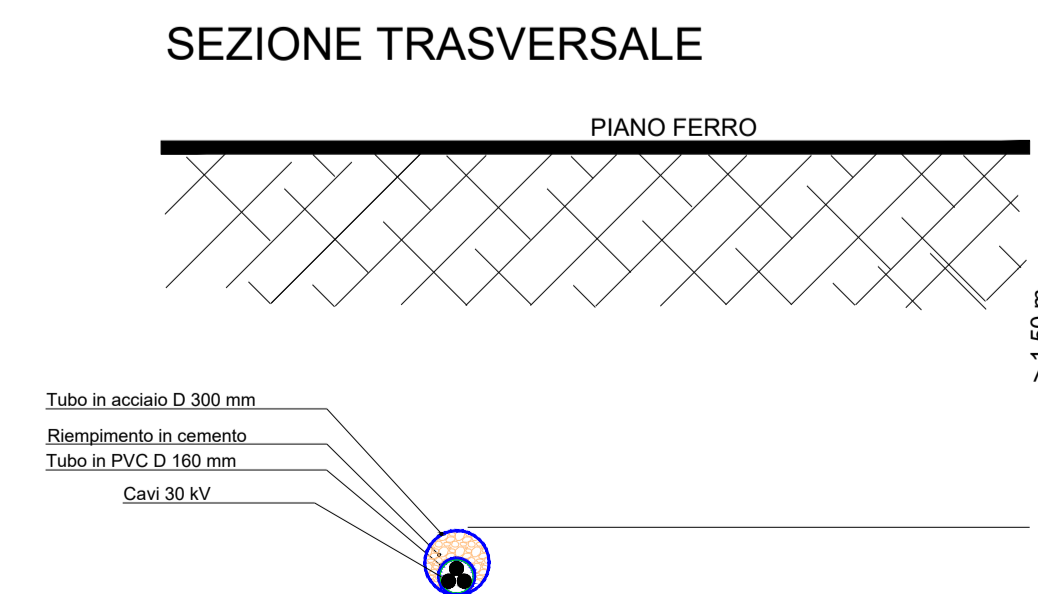 SEZIONE TRASVERSALE
PIANO FERRO
Tubo in acciaio D 300 mm
Riempimento in cemento
Tubo in PVC D 160 mm
Cavi 30 kV